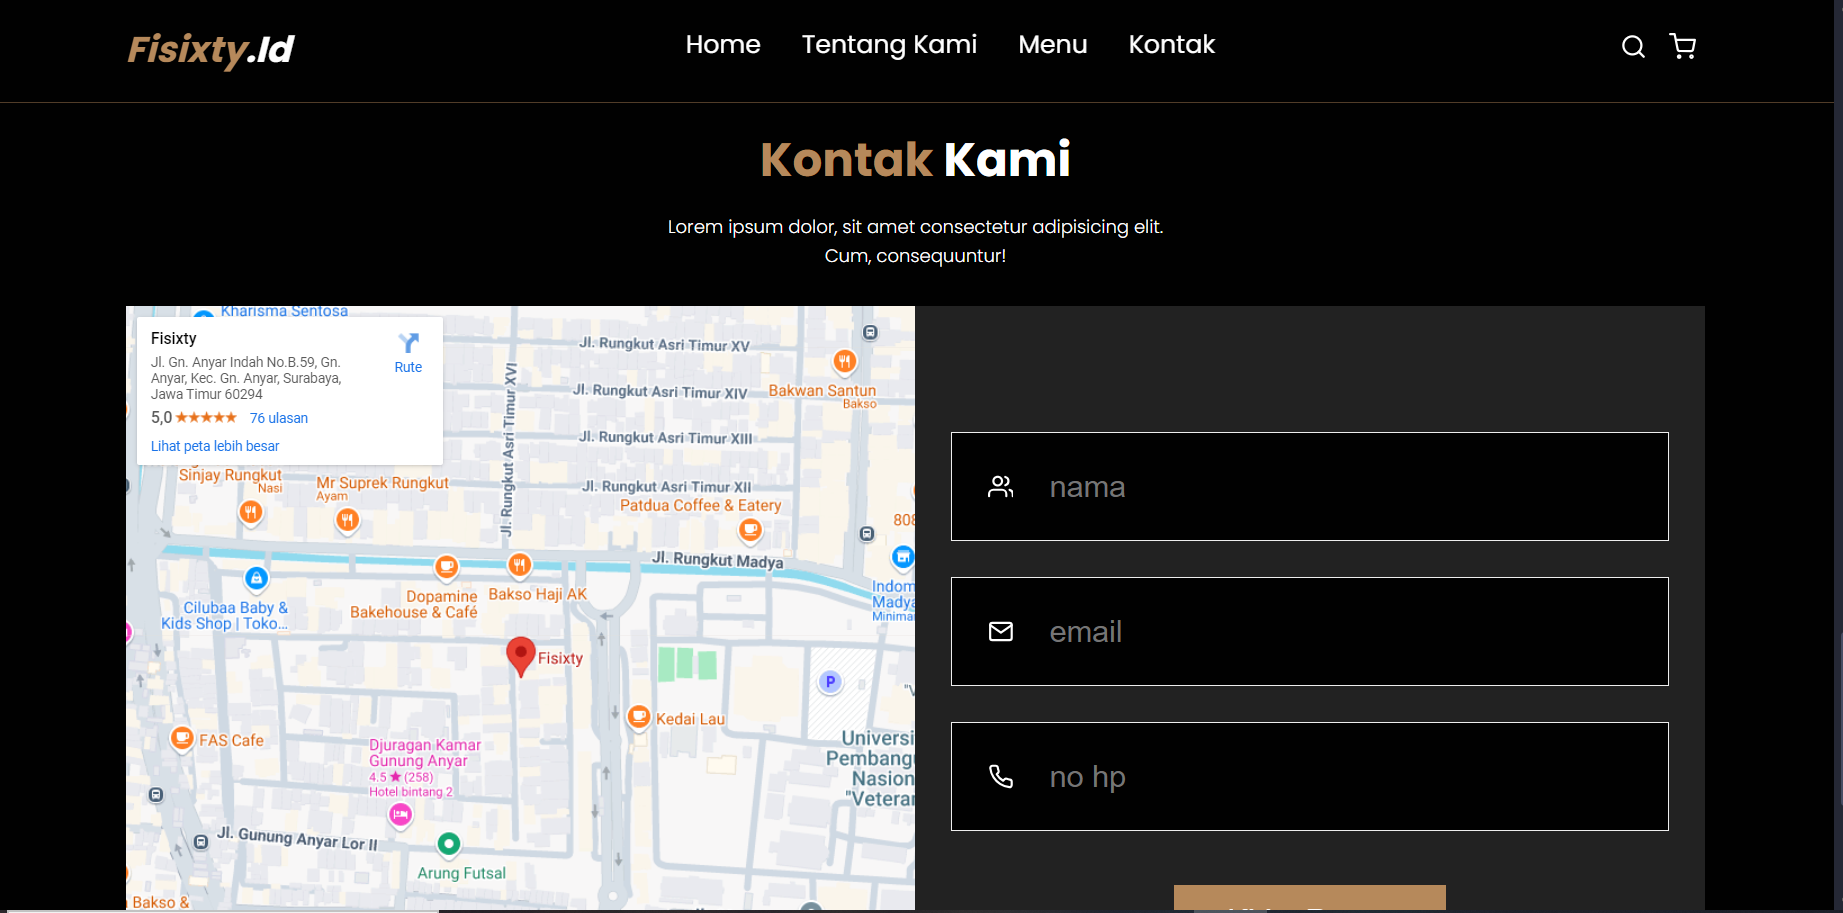 Fisixty.Id
Home
Tentang Kami
Menu
Kontak
Kontak Kami
Lorem ipsum dolor, sit amet consectetur adipisicing elit.
Cum, consequuntur!
Kharisma Sentosa
Fisixty
Jl. Gn. Anyar Indah No.B.59, Gn.
Anyar, Kec. Gn. Anyar, Surabaya,
Jawa Timur 60294
5,0
76 ulasan
Lihat peta lebih besar
Rute
Jl. Rungkut Asri Timur XV
Jl. Rungkut Asri Timur XVI
Jl. Rungkut Asri Timur XIV
Bakwan Santun
Bakso
Jl. Rungkut Asri Timur XIII
Sinjay Rungkut
Nasi
Mr Suprek Rungkut
Ayam
Jl. Rungkut Asri Timur XII
Patdua Coffee & Eatery
808
Jl. Rungkut Madya
Dopamine
Bakehouse & Café
Bakso Haji AK
Indom
Madya
Minima
Cilubaa Baby &
Kids Shop | Toko...
Fisixty
P
"V
Kedai Lau
FAS Cafe
Djuragan Kamar
Gunung Anyar
4.5★(258)
Hotel bintang 2
Universi
Pembang
Nasion
"Veteran
Jl. Gunung Anyar Lor II
Arung Futsal
Bakso &
nama
email
no hp